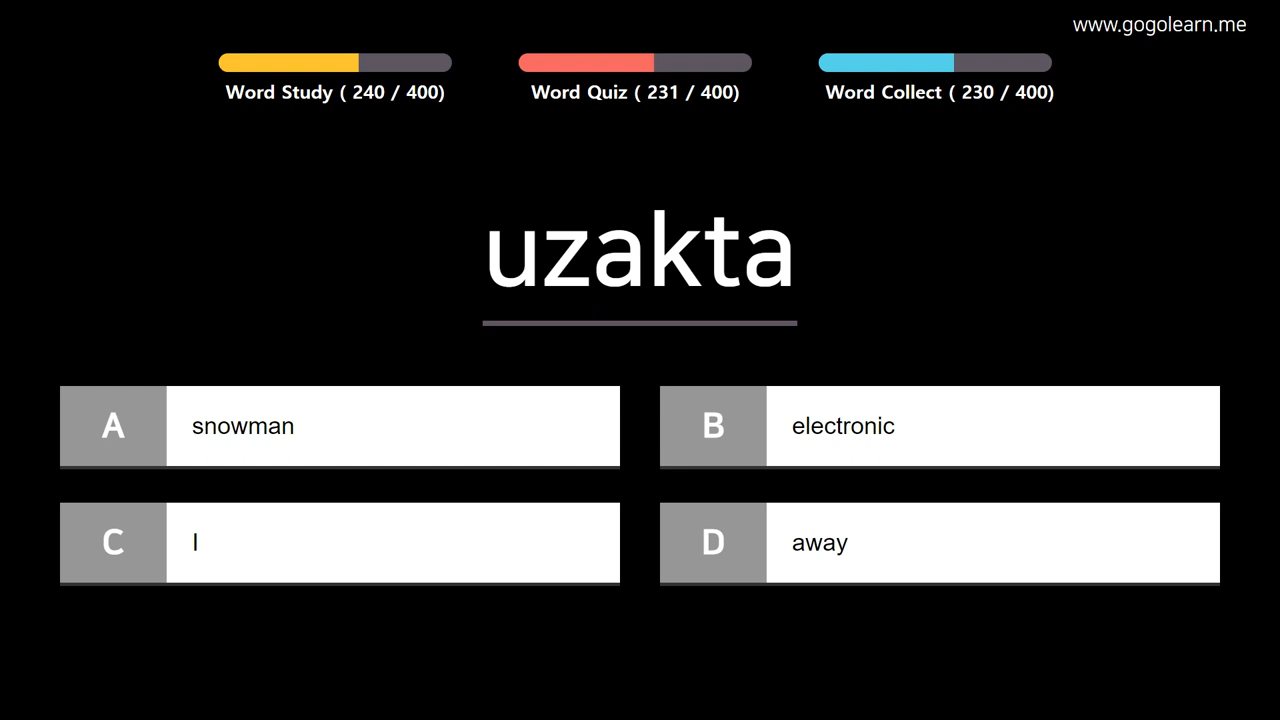 www.gogolearn.me
Word Study ( 240 / 400)
Word Quiz ( 231 / 400)
Word Collect ( 230 / 400)
uzakta
A snowman
B electronic
C I
D away